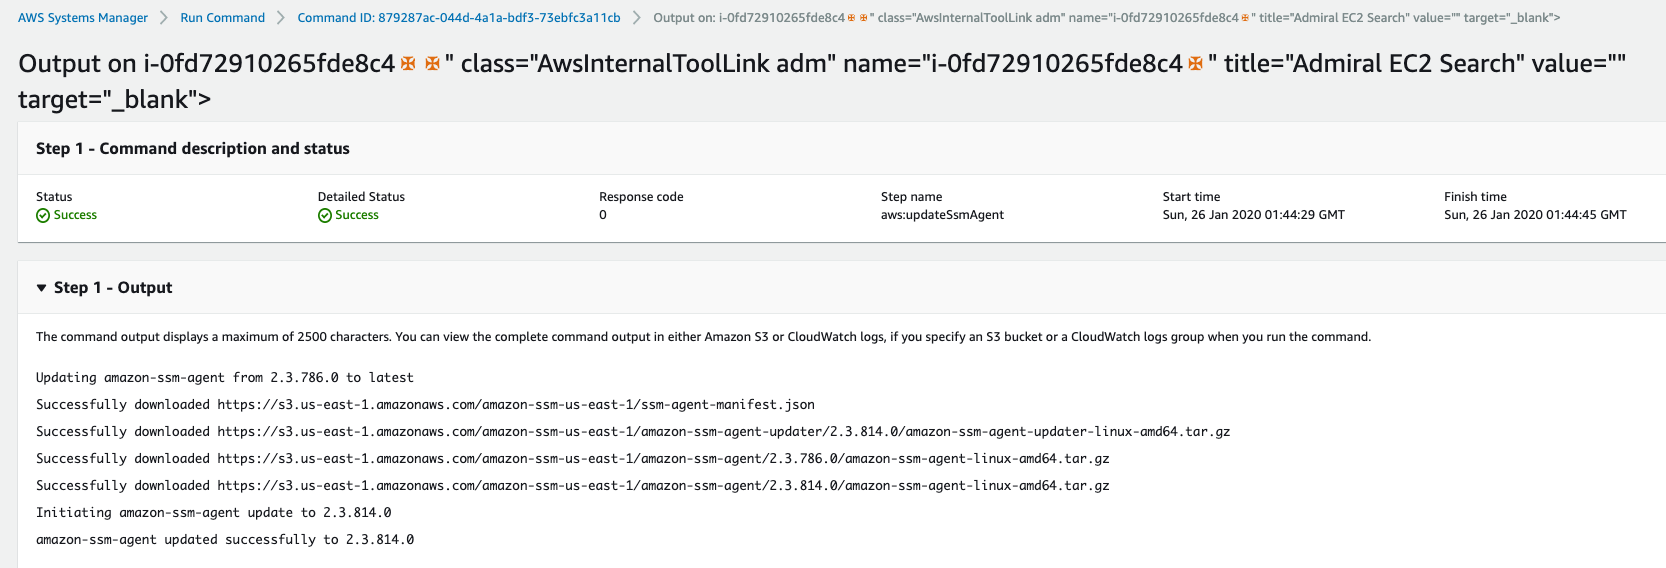 AWS Systems Manager > Run Command > Command ID: 879287ac-044d-4a1a-bdf3-73ebfc3a11cb > Output on: i-0fd72910265fde8c4✠ ✠" class="AwsInternalToolLink adm" name="i-0fd72910265fde8c4✠" title="Admiral EC2 Search" value="" target="_blank">
Output on i-0fd72910265fde8c4 ✠ ✠ " class="AwsInternalToolLink adm" name="i-0fd72910265fde8c4 ✠ " title="Admiral EC2 Search" value=""
target="_blank">
Step 1 - Command description and status
Status
Success
Detailed Status
Success
Response code
0
Step name
aws:updateSsmAgent
Start time
Sun, 26 Jan 2020 01:44:29 GMT
Finish time
Sun, 26 Jan 2020 01:44:45 GMT
Step 1 - Output
The command output displays a maximum of 2500 characters. You can view the complete command output in either Amazon S3 or CloudWatch logs, if you specify an S3 bucket or a CloudWatch logs group when you run the command.
Updating amazon-ssm-agent from 2.3.786.0 to latest
Successfully downloaded https://s3.us-east-1.amazonaws.com/amazon-ssm-us-east-1/ssm-agent-manifest.json
Successfully downloaded https://s3.us-east-1.amazonaws.com/amazon-ssm-us-east-1/amazon-ssm-agent-updater/2.3.814.0/amazon-ssm-agent-updater-linux-amd64.tar.gz
Successfully downloaded https://s3.us-east-1.amazonaws.com/amazon-ssm-us-east-1/amazon-ssm-agent/2.3.786.0/amazon-ssm-agent-linux-amd64.tar.gz
Successfully downloaded https://s3.us-east-1.amazonaws.com/amazon-ssm-us-east-1/amazon-ssm-agent/2.3.814.0/amazon-ssm-agent-linux-amd64.tar.gz
Initiating amazon-ssm-agent update to 2.3.814.0
amazon-ssm-agent updated successfully to 2.3.814.0